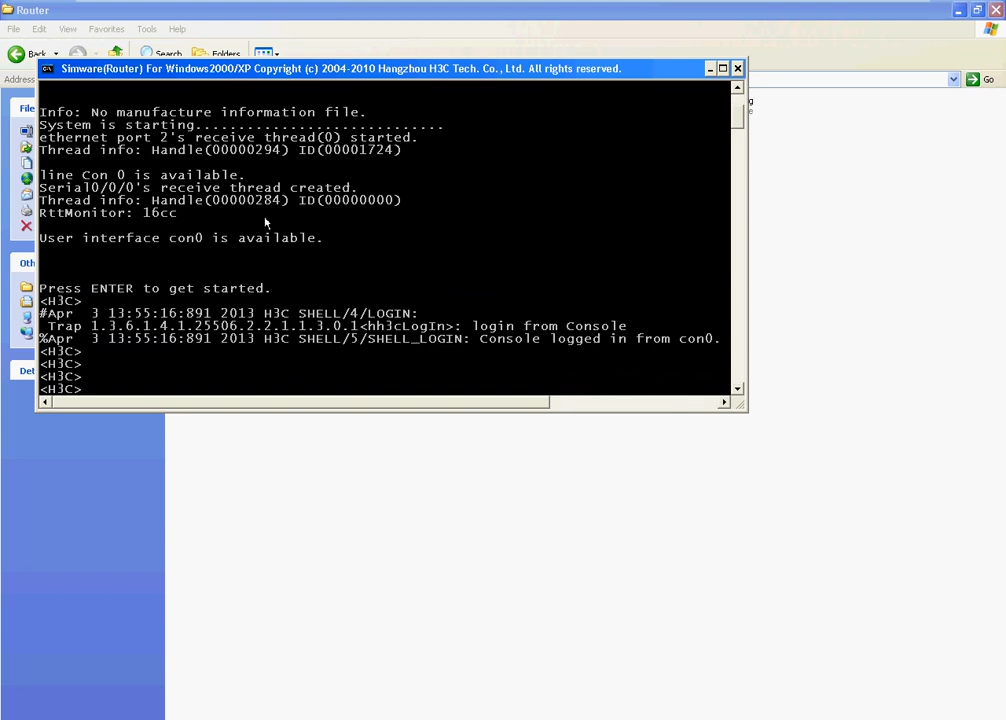 Router
File Edit View Favorites Tools Help
Back Search Folders
Address Go
Simware(Router) For Windows2000/XP Copyright (c) 2004-2010 Hangzhou H3C Tech. Co., Ltd. All rights reserved.
Info: No manufacture information file.
System is starting.............................
ethernet port 2's receive thread(0) started.
Thread info: Handle(00000294) ID(00001724)
line Con 0 is available.
Serial0/0/0's receive thread created.
Thread info: Handle(00000284) ID(00000000)
RttMonitor: 16cc
User interface con0 is available.
Press ENTER to get started.
<H3C>
#Apr  3 13:55:16:891 2013 H3C SHELL/4/LOGIN:
 Trap 1.3.6.1.4.1.25506.2.2.1.1.3.0.1<hh3cLogIn>: login from Console
%Apr  3 13:55:16:891 2013 H3C SHELL/5/SHELL_LOGIN: Console logged in from con0.
<H3C>
<H3C>
<H3C>
<H3C>
File
Oth
Det